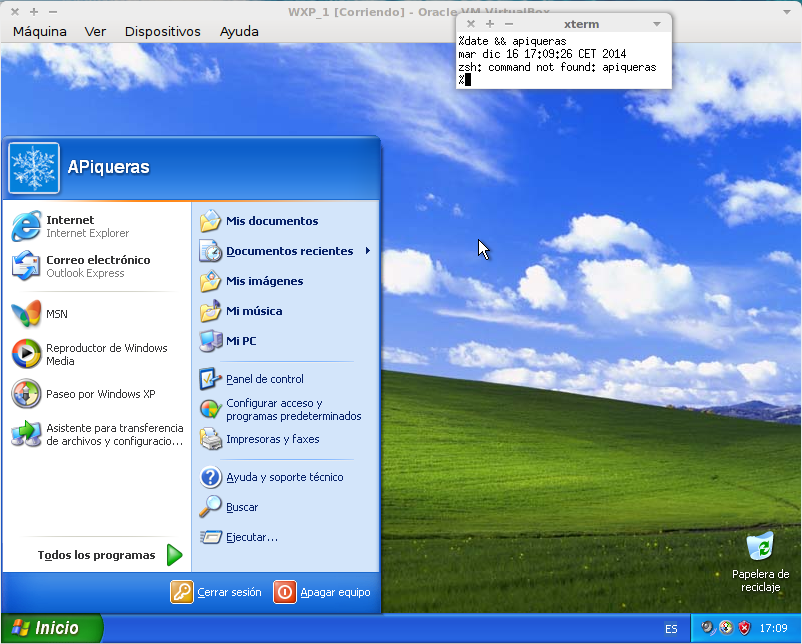 WXP_1 [Corriendo] - Oracle VM VirtualBox
Máquina Ver Dispositivos Ayuda
xterm
%date && apiqueras
mar dic 16 17:09:26 CET 2014
zsh: command not found: apiqueras
%
APiqueras
Internet
Internet Explorer
Correo electrónico
Outlook Express
MSN
Reproductor de Windows
Media
Paseo por Windows XP
Asistente para transferencia
de archivos y configuracio...
Todos los programas
Mis documentos
Documentos recientes
Mis imágenes
Mi música
Mi PC
Panel de control
Configurar acceso y
programas predeterminados
Impresoras y faxes
Ayuda y soporte técnico
Buscar
Ejecutar...
Cerrar sesión
Apagar equipo
Papelera de
reciclaje
Inicio
ES
17:09